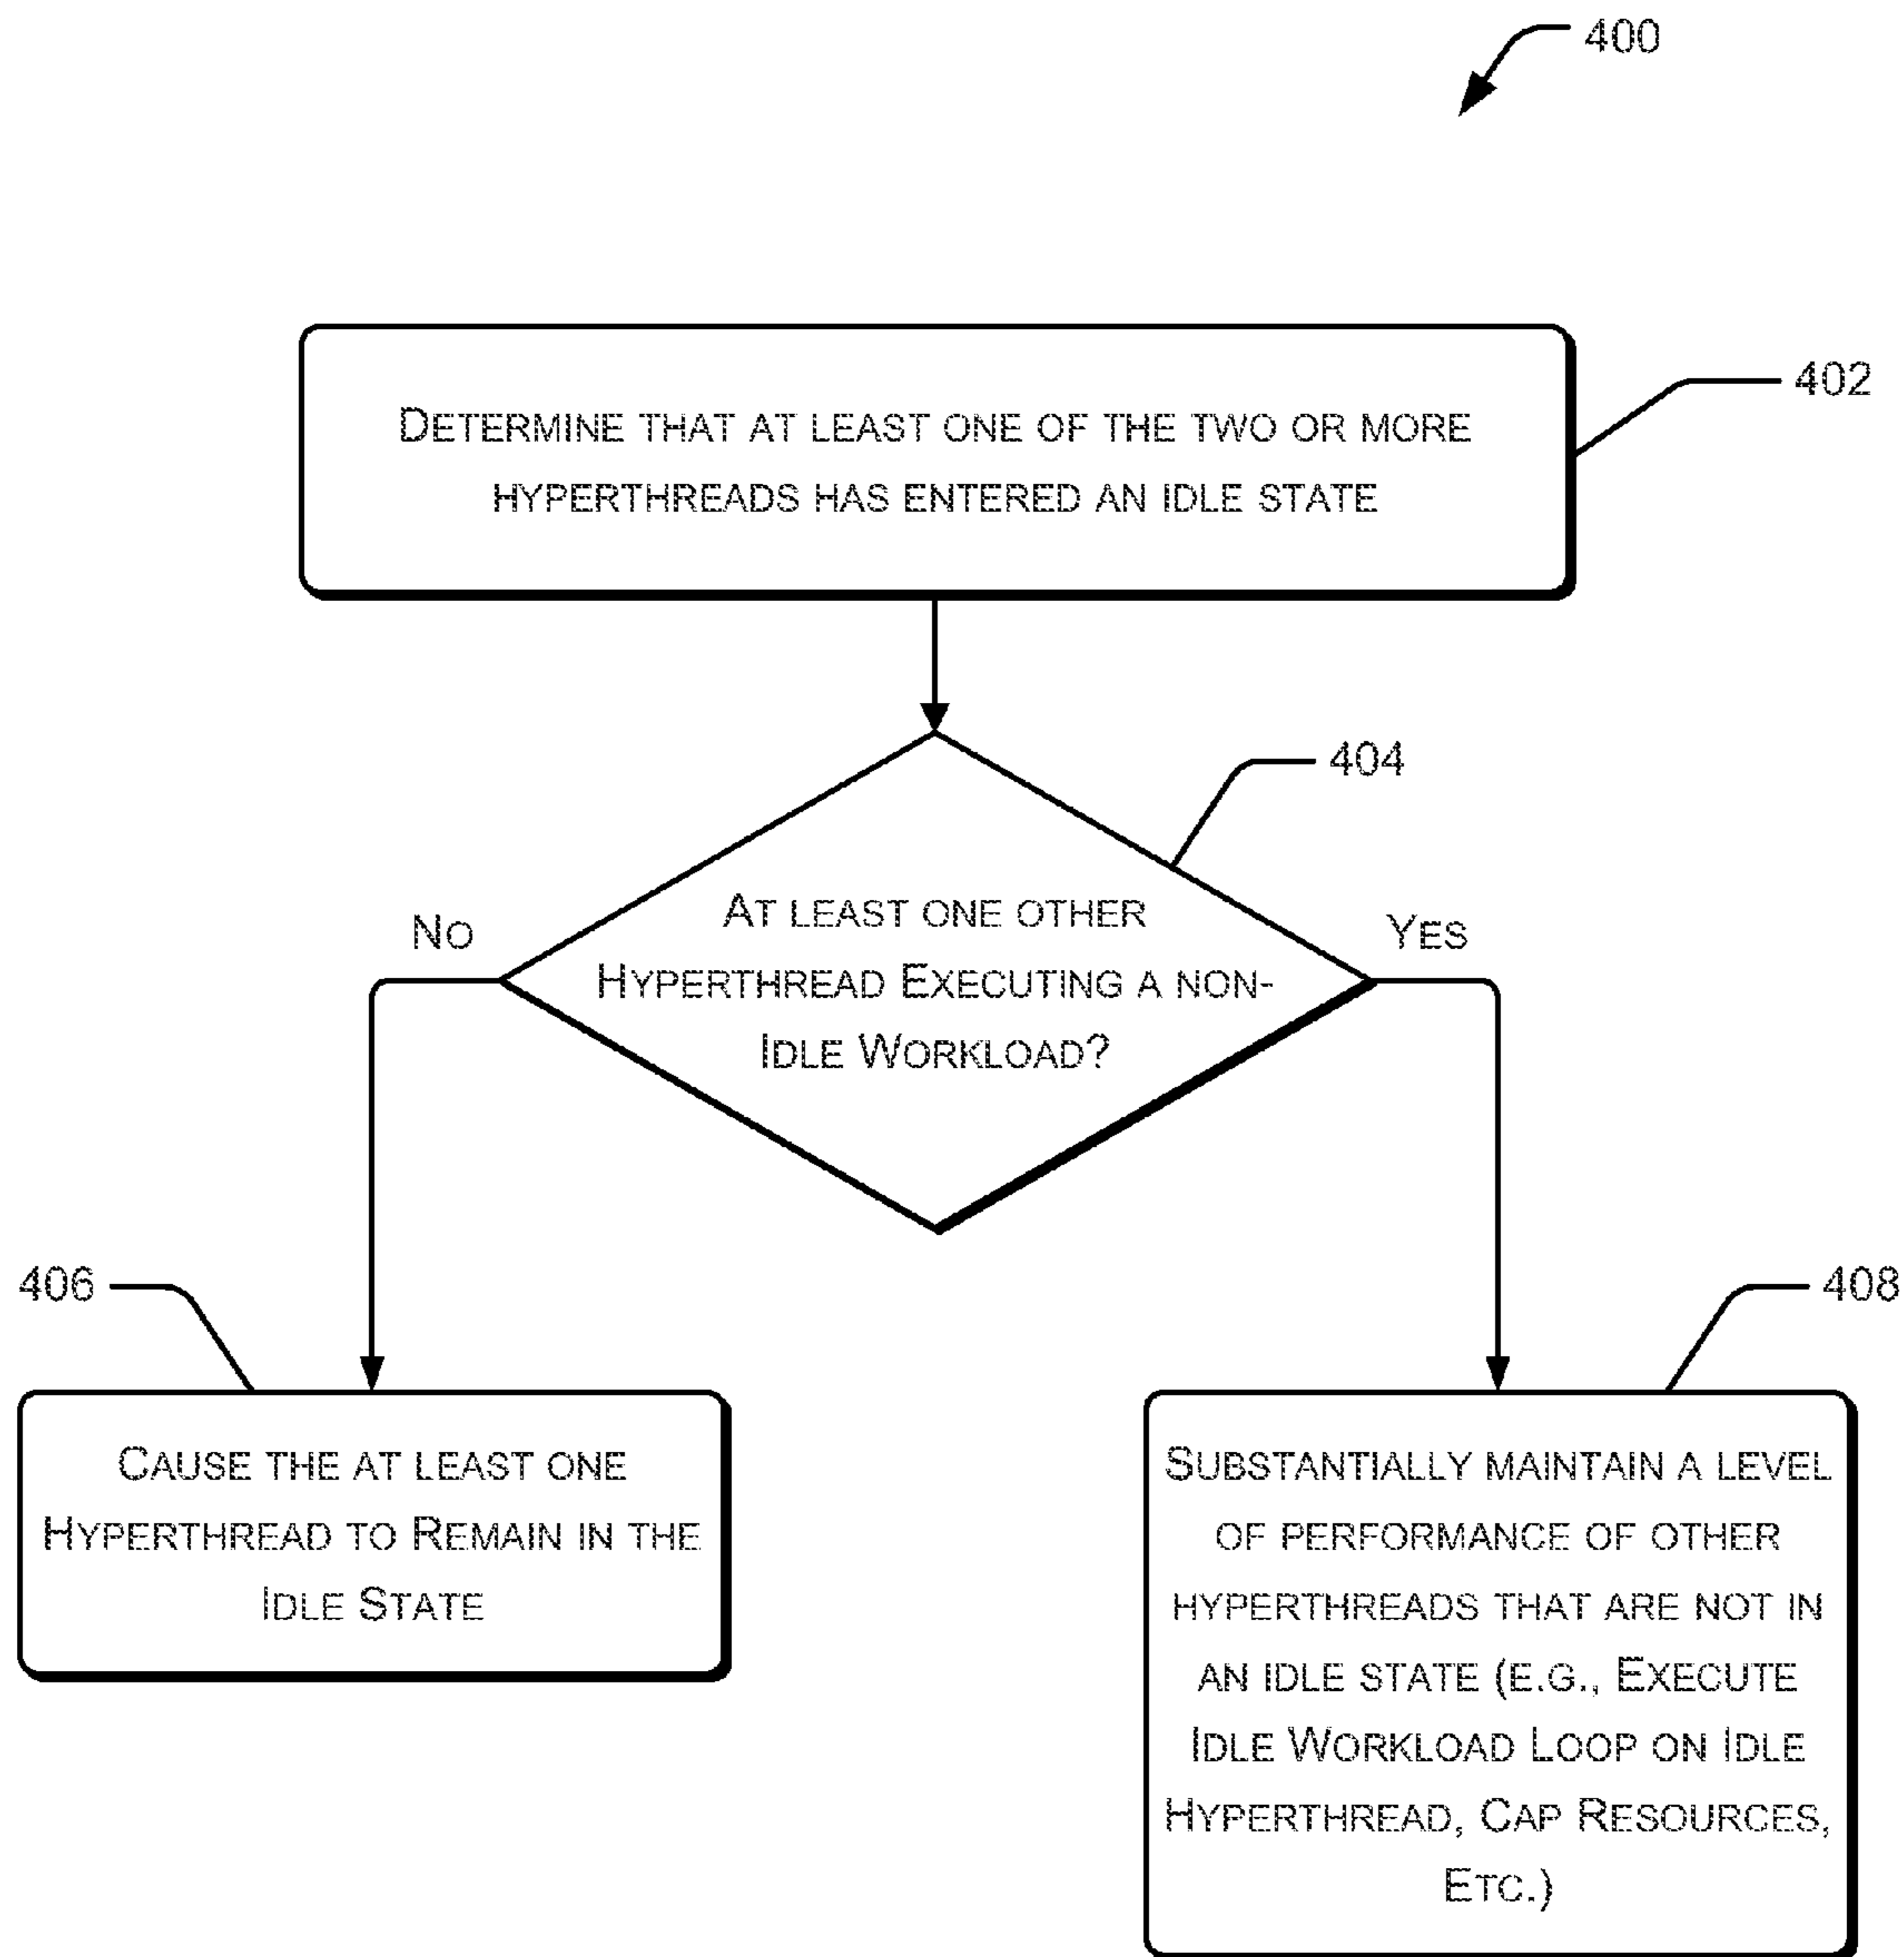 400
DETERMINE THAT AT LEAST ONE OF THE TWO OR MORE
HYPERTHREADS HAS ENTERED AN IDLE STATE
402
404
AT LEAST ONE OTHER
HYPERTHREAD EXECUTING A NON-
IDLE WORKLOAD?
NO
YES
406
CAUSE THE AT LEAST ONE
HYPERTHREAD TO REMAIN IN THE
IDLE STATE
408
SUBSTANTIALLY MAINTAIN A LEVEL
OF PERFORMANCE OF OTHER
HYPERTHREADS THAT ARE NOT IN
AN IDLE STATE (E.G., EXECUTE
IDLE WORKLOAD LOOP ON IDLE
HYPERTHREAD, CAP RESOURCES,
ETC.)